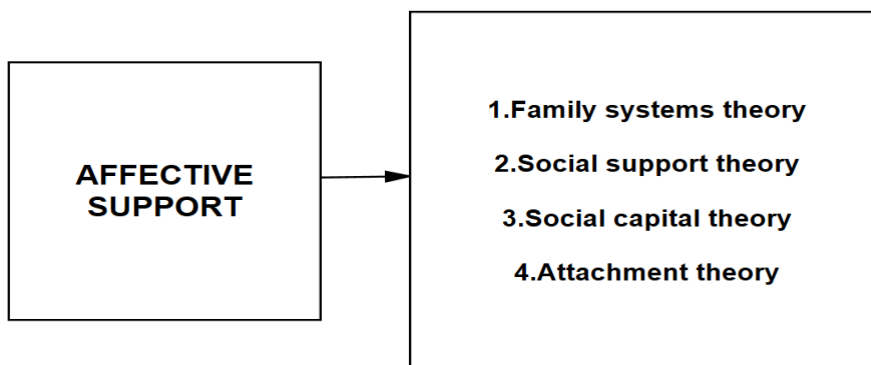 AFFECTIVE
SUPPORT
1.Family systems theory
2.Social support theory
3.Social capital theory
4.Attachment theory